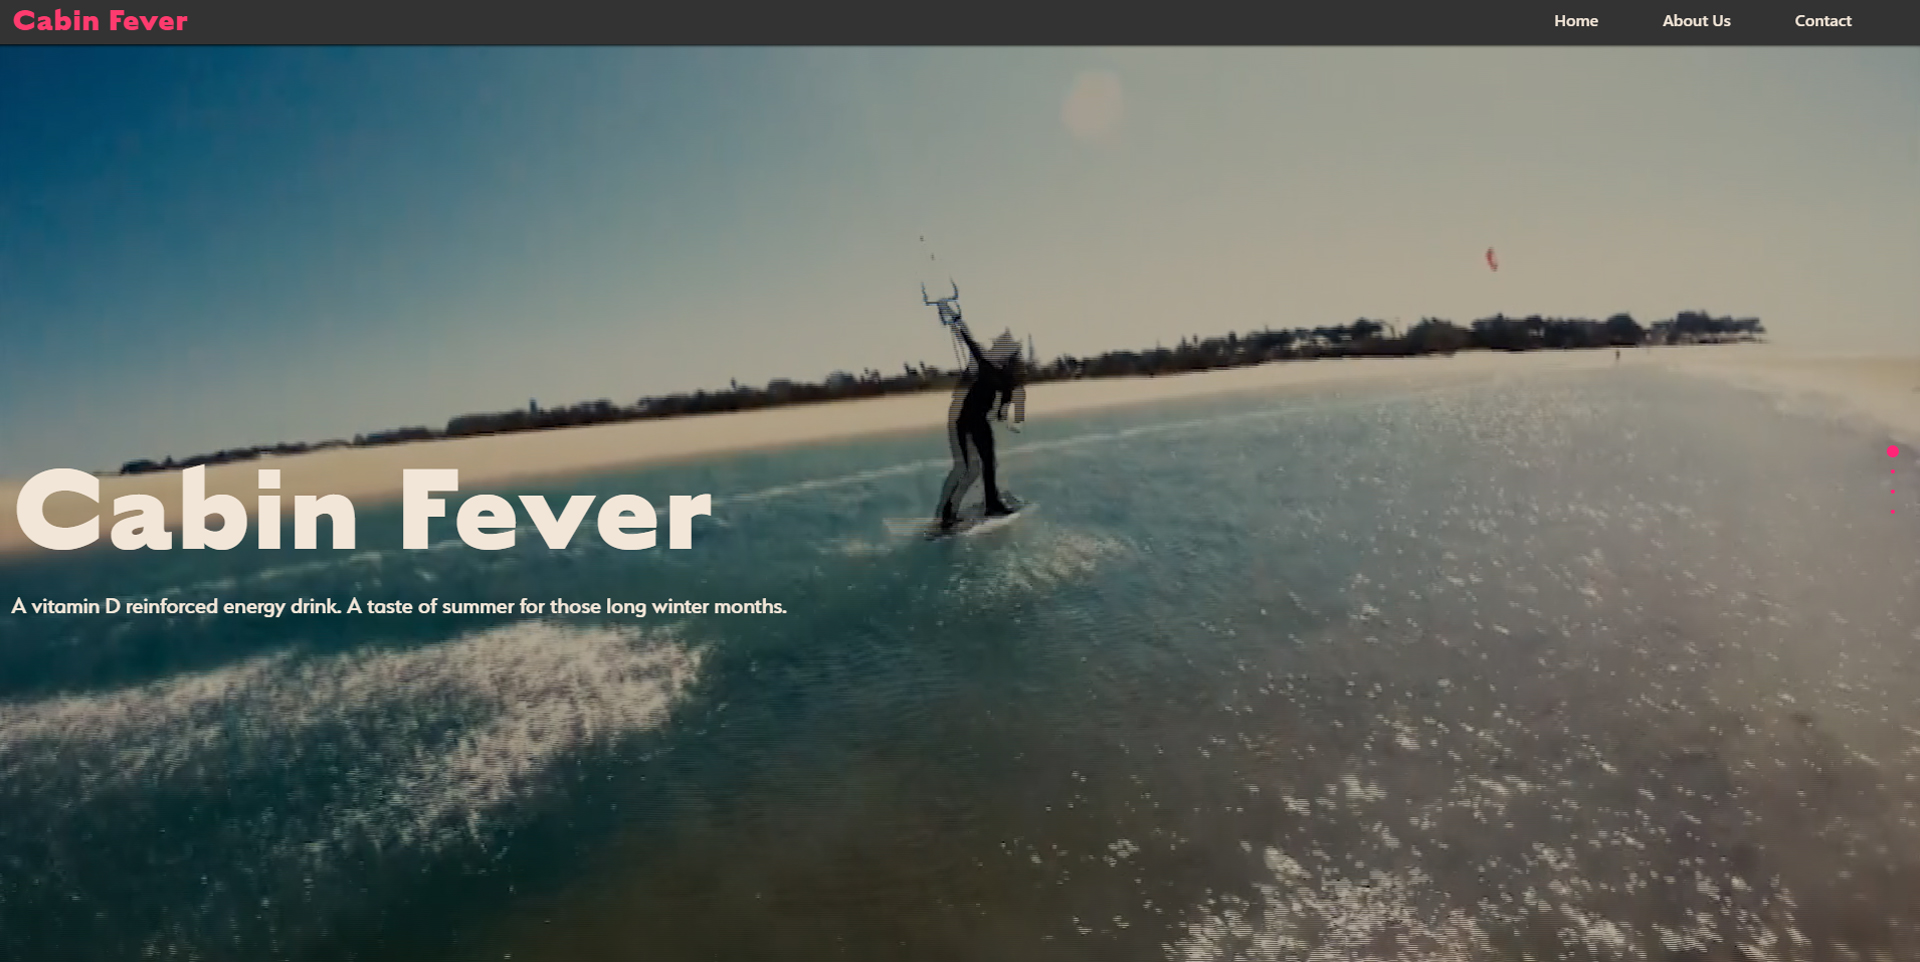 Cabin Fever
Home About Us Contact
Cabin Fever
A vitamin D reinforced energy drink. A taste of summer for those long winter months.